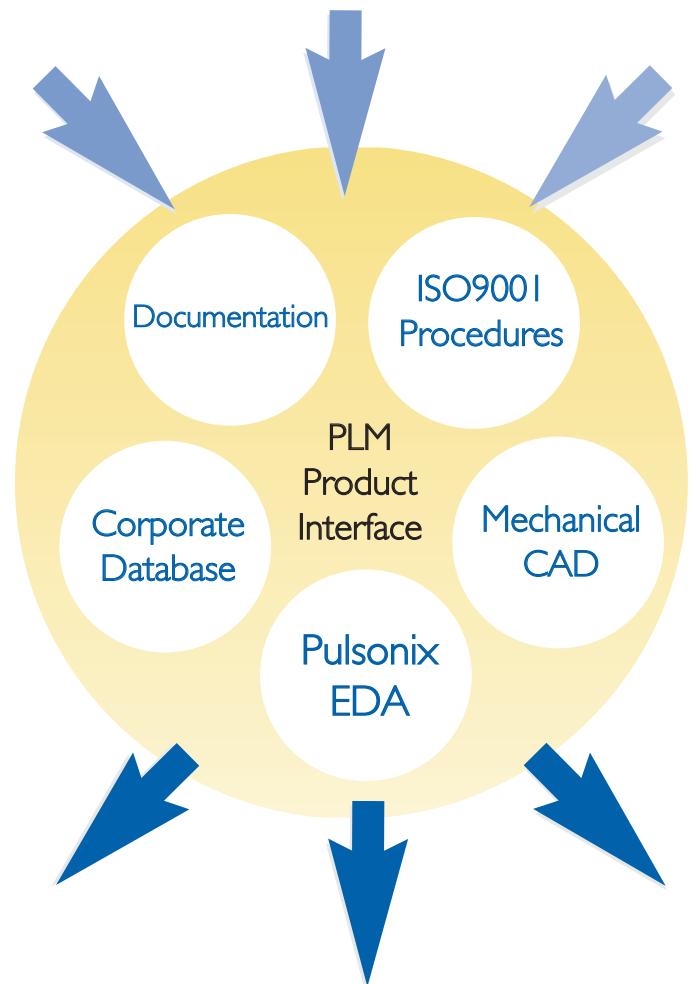 Documentation
ISO9001
Procedures
PLM
Product
Interface
Corporate
Database
Mechanical
CAD
Pulsonix
EDA